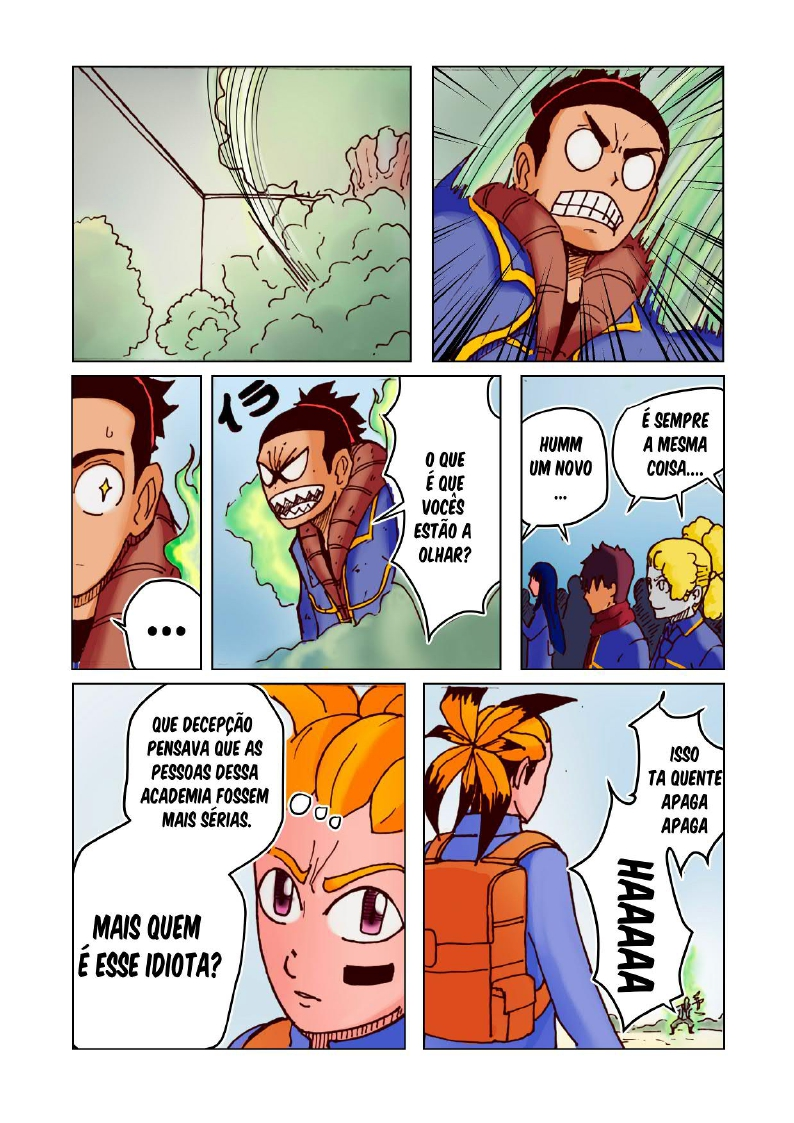 ...
イラ
O QUE
É QUE
VOCÊS
ESTÃO A
OLHAR?
HUMM
UM NOVO
...
É SEMPRE
A MESMA
COISA....
QUE DECEPÇÃO
PENSAVA QUE AS
PESSOAS DESSA
ACADEMIA FOSSEM
MAIS SÉRIAS.
MAIS QUEM
É ESSE IDIOTA?
ISSO
TA QUENTE
APAGA
APAGA
HAAAAA